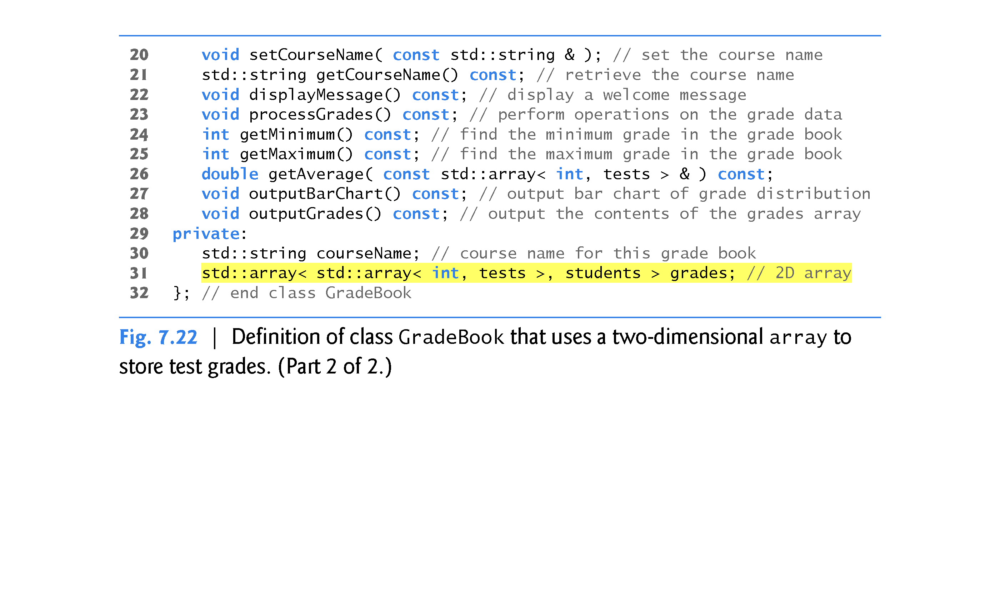 20 void setCourseName( const std::string & ); // set the course name
21 std::string getCourseName() const; // retrieve the course name
22 void displayMessage() const; // display a welcome message
23 void processGrades() const; // perform operations on the grade data
24 int getMinimum() const; // find the minimum grade in the grade book
25 int getMaximum() const; // find the maximum grade in the grade book
26 double getAverage( const std::array< int, tests > & ) const;
27 void outputBarChart() const; // output bar chart of grade distribution
28 void outputGrades() const; // output the contents of the grades array
29 private:
30 std::string courseName; // course name for this grade book
31 std::array< std::array< int, tests >, students > grades; // 2D array
32 }; // end class GradeBook
Fig. 7.22 | Definition of class GradeBook that uses a two-dimensional array to
store test grades. (Part 2 of 2.)